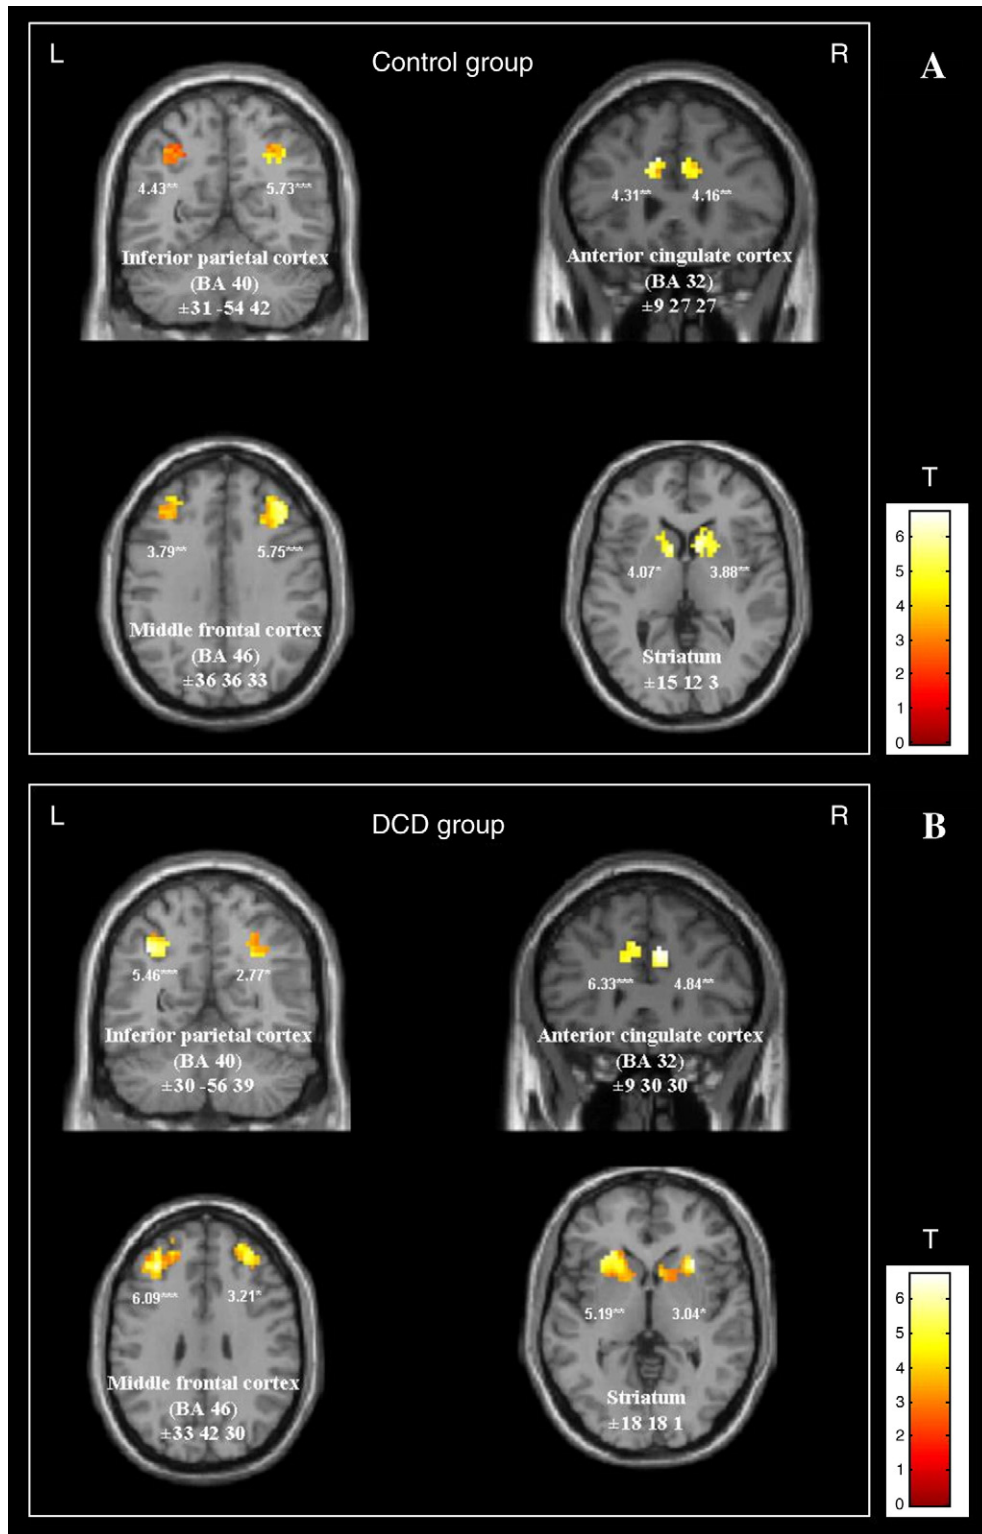 L
Control group
R
A
4.43**
5.73***
4.31**
4.16**
Inferior parietal cortex
(BA 40)
±31 -54 42
Anterior cingulate cortex
(BA 32)
±9 27 27
3.79**
5.75***
4.07*
3.88**
Middle frontal cortex
(BA 46)
±36 36 33
Striatum
±15 12 3
T
6
5
4
3
2
1
0
L
DCD group
R
B
5.46***
2.77*
6.33***
4.84**
Inferior parietal cortex
(BA 40)
±30 -56 39
Anterior cingulate cortex
(BA 32)
±9 30 30
6.09***
3.21*
5.19**
3.04*
Middle frontal cortex
(BA 46)
±33 42 30
Striatum
±18 18 1
T
6
5
4
3
2
1
0